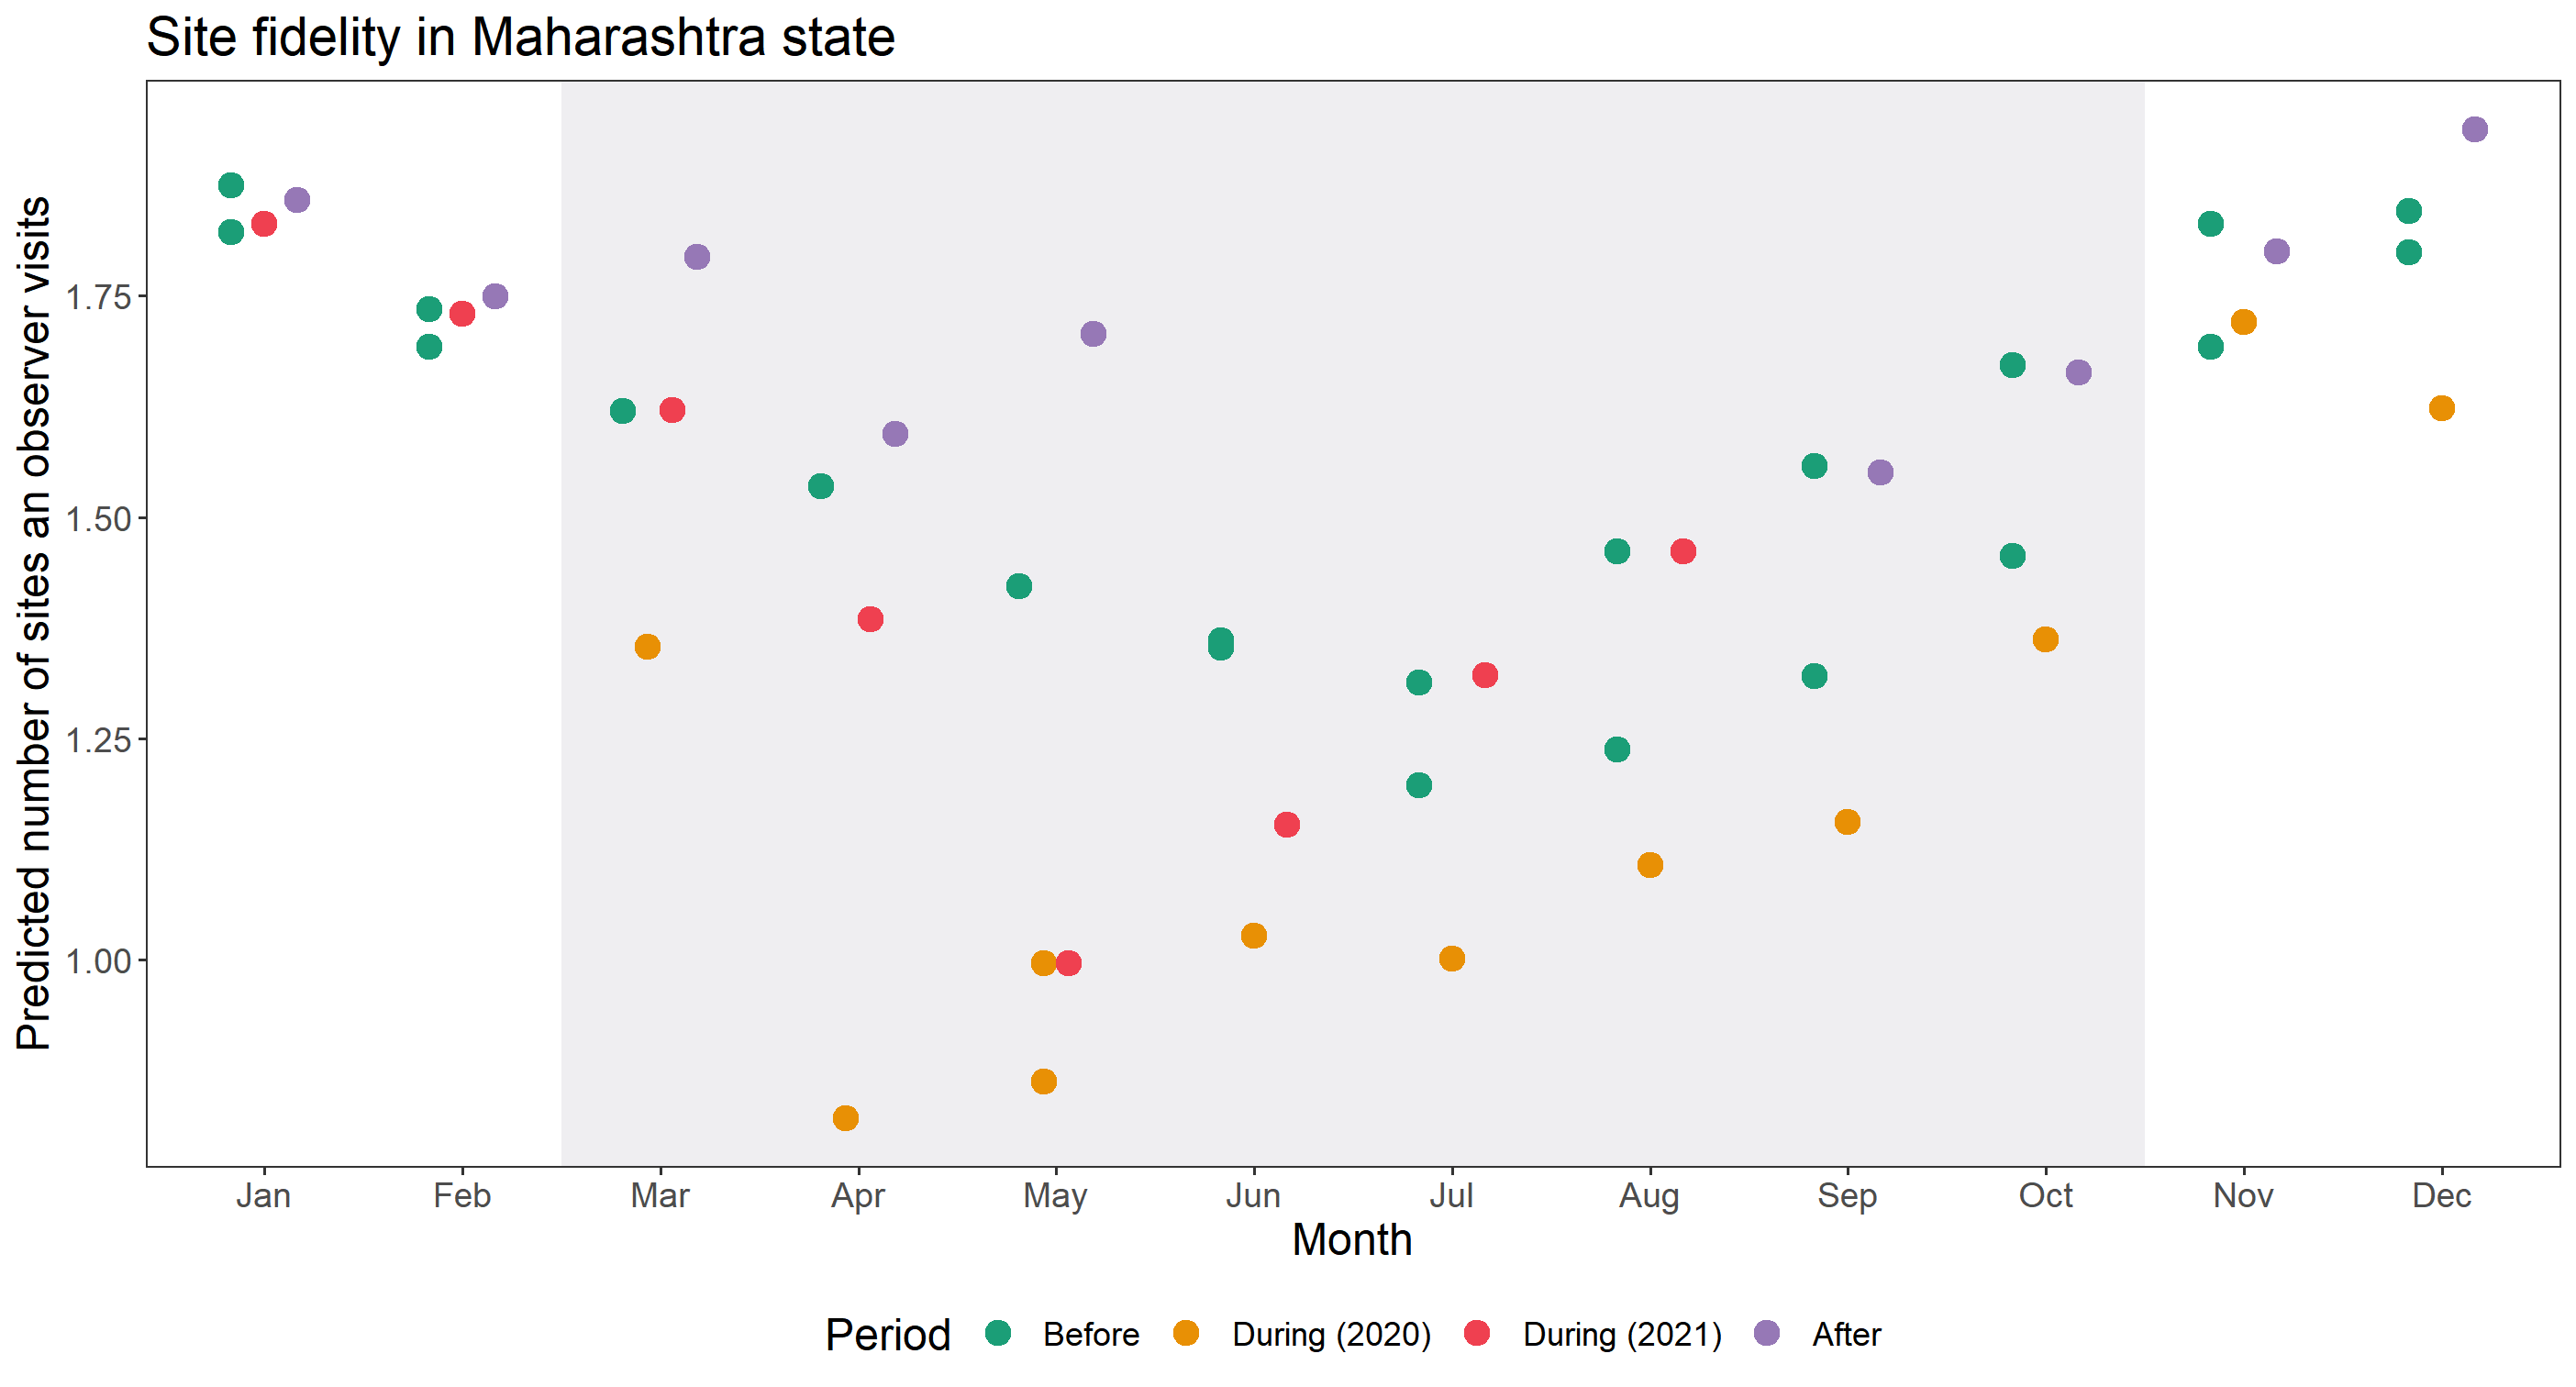 Site fidelity in Maharashtra state
Predicted number of sites an observer visits
1.75
1.50
1.25
1.00
Jan Feb Mar Apr May Jun Jul Aug Sep Oct Nov Dec
Month
Period Before During (2020) During (2021) After